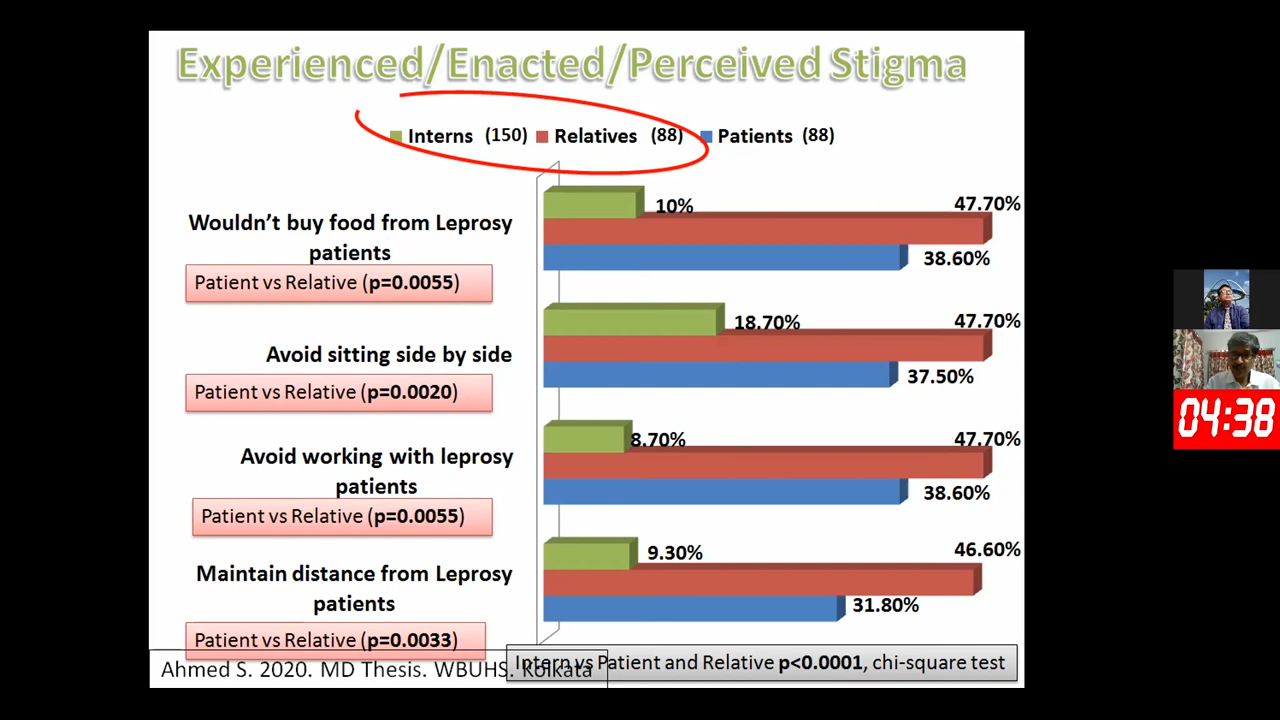 Experienced/Enacted/Perceived Stigma
Interns (150) Relatives (88) Patients (88)
Wouldn’t buy food from Leprosy
patients
Patient vs Relative (p=0.0055)
10%
47.70%
38.60%
Avoid sitting side by side
Patient vs Relative (p=0.0020)
18.70%
47.70%
37.50%
Avoid working with leprosy
patients
Patient vs Relative (p=0.0055)
8.70%
47.70%
38.60%
Maintain distance from Leprosy
patients
Patient vs Relative (p=0.0033)
9.30%
46.60%
31.80%
Ahmed S. 2020. MD Thesis. WBUHS. Kolkata
Intern vs Patient and Relative p<0.0001, chi-square test
04:38